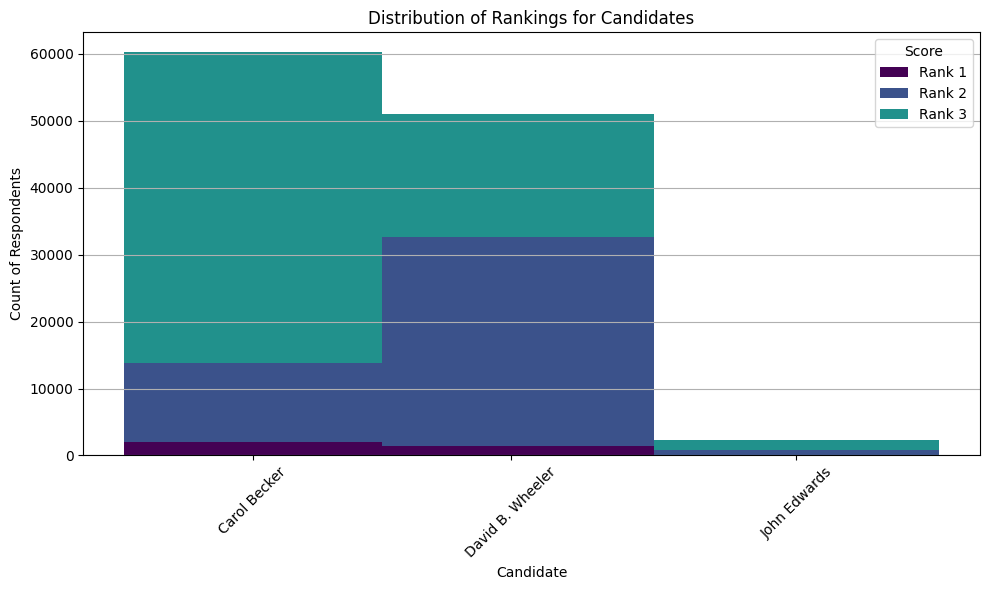 Distribution of Rankings for Candidates
Score
Rank 1
Rank 2
Rank 3
Count of Respondents
60000
50000
40000
30000
20000
10000
0
Carol Becker
David B. Wheeler
John Edwards
Candidate